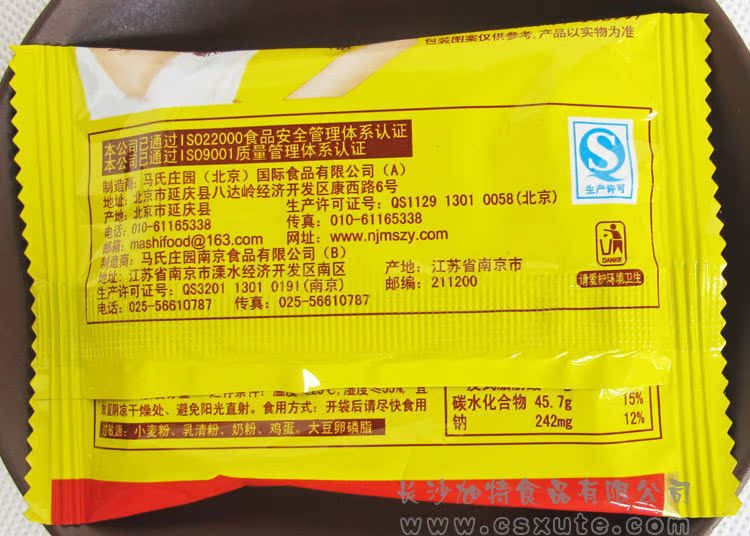 包装图案仅供参考，产品以实物为准
本公司已通过ISO22000食品安全管理体系认证
本公司已通过ISO9001质量管理体系认证
制造商：马氏庄园（北京）国际食品有限公司（A）
地址：北京市延庆县八达岭经济开发区康西路6号
产地：北京市延庆县 生产许可证号：QS1129 1301 0058(北京)
电话：010-61165338 传真：010-61165338
邮箱：mashifood@163.com 网址：www.njmszy.com
制造商：马氏庄园南京食品有限公司（B）
地址：江苏省南京市溧水经济开发区南区 产地：江苏省南京市
生产许可证号：QS3201 1301 0191(南京) 邮编：211200
电话：025-56610787 传真：025-56610787
生产许可
DANKE
请爱护环境卫生
放置阴凉干燥处、避免阳光直射。食用方式：开袋后请尽快食用
过敏源：小麦粉、乳清粉、奶粉、鸡蛋、大豆卵磷脂
15%
碳水化合物 45.7g
钠 242mg 12%
长沙旭特食品有限公司
www.csxute.com